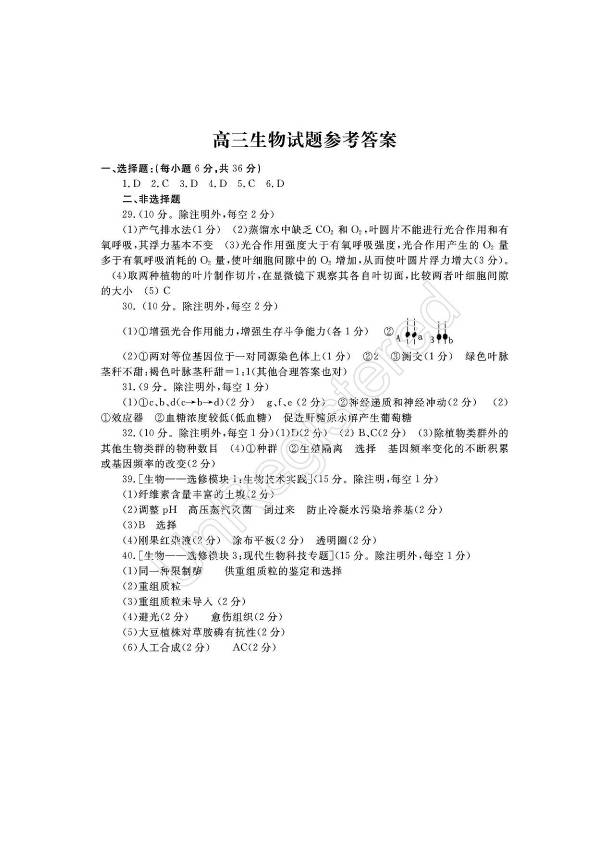 高三生物试题参考答案
一、选择题:(每小题 6 分,共 36 分)
1. D 2. C 3. D 4. D 5. C 6. D
二、非选择题
29. (10 分。除注明外,每空 2 分)
(1)产气排水法(1 分) (2)蒸馏水中缺乏 CO₂ 和 O₂,叶圆片不能进行光合作用和有
氧呼吸,其浮力基本不变 (3)光合作用强度大于有氧呼吸强度,光合作用产生的 O₂ 量
多于有氧呼吸消耗的 O₂ 量,使叶细胞间隙中的 O₂ 增加,从而使叶圆片浮力增大(3 分)。
(4)取两种植物的叶片制作切片,在显微镜下观察其各自叶切面,比较两者叶细胞间隙
的大小 (5) C
30. (10 分。除注明外,每空 2 分)
(1)①增强光合作用能力,增强生存斗争能力(各 1 分) ② A a 3 b
(2)①两对等位基因位于一对同源染色体上(1 分) ②2 ③测交(1 分) 绿色叶脉
茎秆不甜:褐色叶脉茎秆甜=1:1(其他合理答案也对)
31. (9 分。除注明外,每空 1 分)
(1)①c、b、d(c→b→d)(2 分) g、f、e (2 分) ②神经递质和神经冲动(2 分) (2)
①效应器 ②血糖浓度较低(低血糖) 促进肝糖原水解产生葡萄糖
32. (10 分。除注明外,每空 1 分)(1)D(2 分) (2) B、C(2 分) (3)除植物类群外的
其他生物类群的物种数目 (4)①种群 ②生殖隔离 选择 基因频率变化的不断积累
或基因频率的改变(2 分)
39. [生物——选修模块 1:生物技术实践](15 分。除注明,每空 1 分)
(1)纤维素含量丰富的土壤(2 分)
(2)调整 pH 高压蒸汽灭菌 倒过来 防止冷凝水污染培养基(2 分)
(3)B 选择
(4)刚果红染液(2 分) 涂布平板(2 分) 透明圈(2 分)
40. [生物——选修模块 3:现代生物科技专题](15 分。除注明外,每空 1 分)
(1)同一种限制酶 供重组质粒的鉴定和选择
(2)重组质粒
(3)重组质粒未导入 (2 分)
(4)避光(2 分) 愈伤组织(2 分)
(5)大豆植株对草胺磷有抗性(2 分)
(6)人工合成(2 分) AC(2 分)
UnRegistered